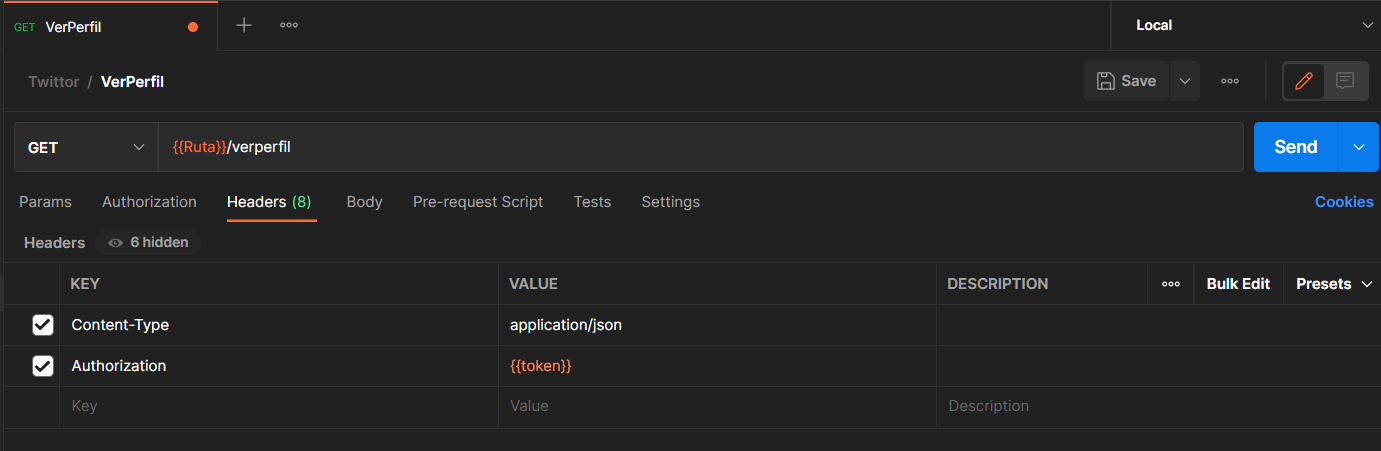 GET VerPerfil
Local
Twittor / VerPerfil
Save
GET {{Ruta}}/verperfil
Send
Params Authorization Headers (8) Body Pre-request Script Tests Settings Cookies
Headers 6 hidden
KEY VALUE DESCRIPTION Bulk Edit Presets
Content-Type application/json
Authorization {{token}}
Key Value Description